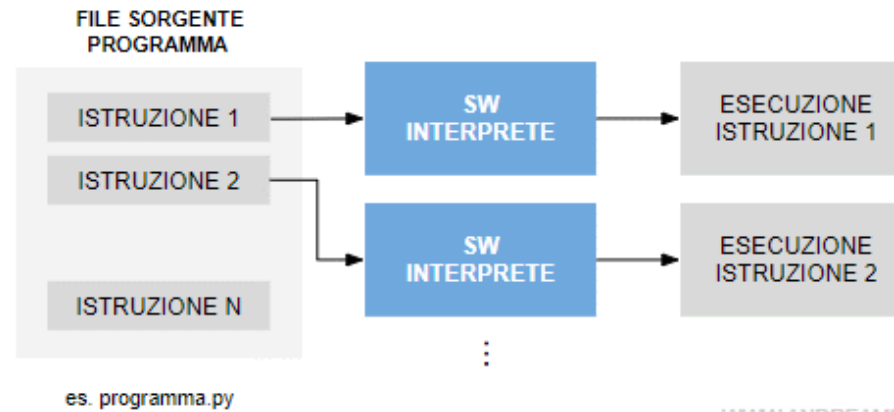 FILE SORGENTE
PROGRAMMA
ISTRUZIONE 1
SW
INTERPRETE
ESECUZIONE
ISTRUZIONE 1
ISTRUZIONE 2
SW
INTERPRETE
ESECUZIONE
ISTRUZIONE 2
ISTRUZIONE N
⋮
es. programma.py